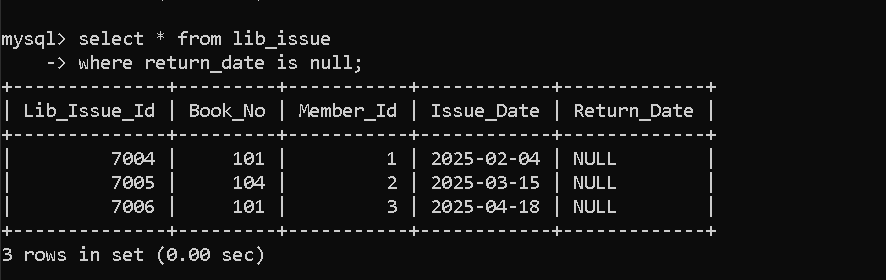 mysql> select * from lib_issue
    -> where return_date is null;
+-------------+---------+-----------+------------+-------------+
| Lib_Issue_Id | Book_No | Member_Id | Issue_Date | Return_Date |
+-------------+---------+-----------+------------+-------------+
|         7004 |     101 |         1 | 2025-02-04 | NULL        |
|         7005 |     104 |         2 | 2025-03-15 | NULL        |
|         7006 |     101 |         3 | 2025-04-18 | NULL        |
+-------------+---------+-----------+------------+-------------+
3 rows in set (0.00 sec)